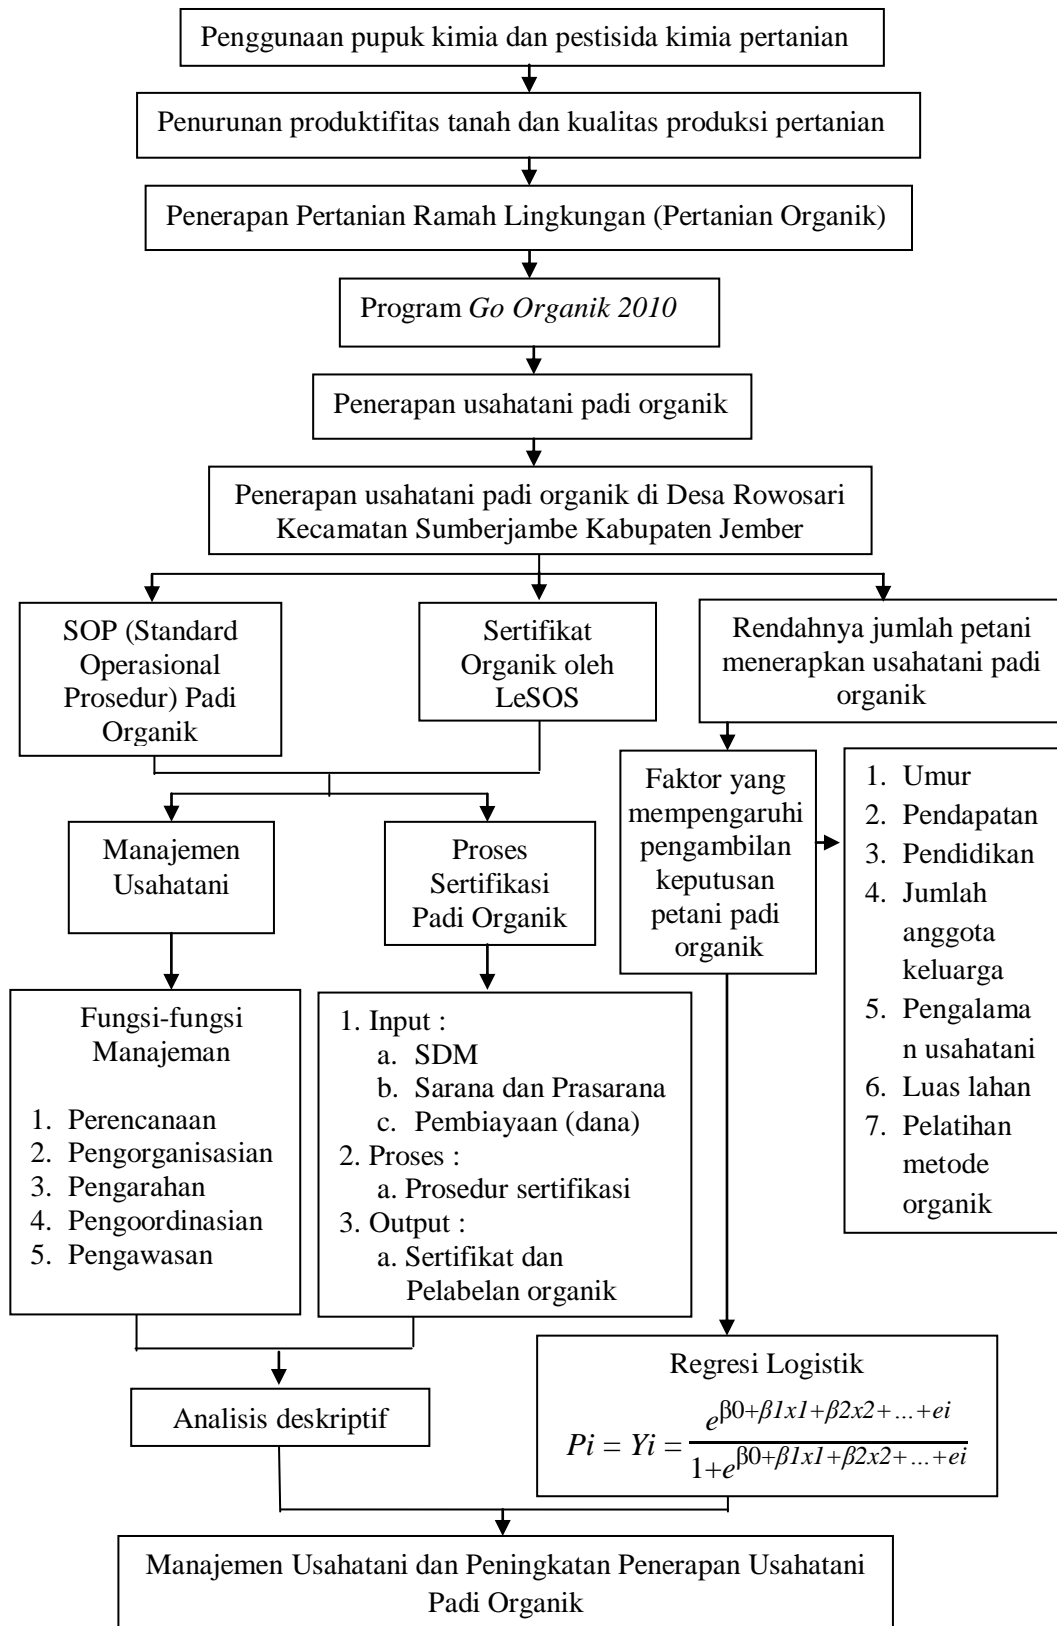 Penggunaan pupuk kimia dan pestisida kimia pertanian
Penurunan produktifitas tanah dan kualitas produksi pertanian
Penerapan Pertanian Ramah Lingkungan (Pertanian Organik)
Program Go Organik 2010
Penerapan usahatani padi organik
Penerapan usahatani padi organik di Desa Rowosari
Kecamatan Sumberjambe Kabupaten Jember
SOP (Standard
Operasional
Prosedur) Padi
Organik
Sertifikat
Organik oleh
LeSOS
Rendahnya jumlah petani
menerapkan usahatani padi
organik
Manajemen
Usahatani
Proses
Sertifikasi
Padi Organik
Faktor yang
mempengaruhi
pengambilan
keputusan
petani padi
organik
1. Umur
2. Pendapatan
3. Pendidikan
4. Jumlah
anggota
keluarga
5. Pengalama
n usahatani
6. Luas lahan
7. Pelatihan
metode
organik
Fungsi-fungsi
Manajeman
1. Perencanaan
2. Pengorganisasian
3. Pengarahan
4. Pengoordinasian
5. Pengawasan
1. Input :
a. SDM
b. Sarana dan Prasarana
c. Pembiayaan (dana)
2. Proses :
a. Prosedur sertifikasi
3. Output :
a. Sertifikat dan
Pelabelan organik
Analisis deskriptif
Regresi Logistik
e^β0+β1x1+β2x2+...+ei
Pi = Yi =
1+e^β0+β1x1+β2x2+...+ei
Manajemen Usahatani dan Peningkatan Penerapan Usahatani
Padi Organik